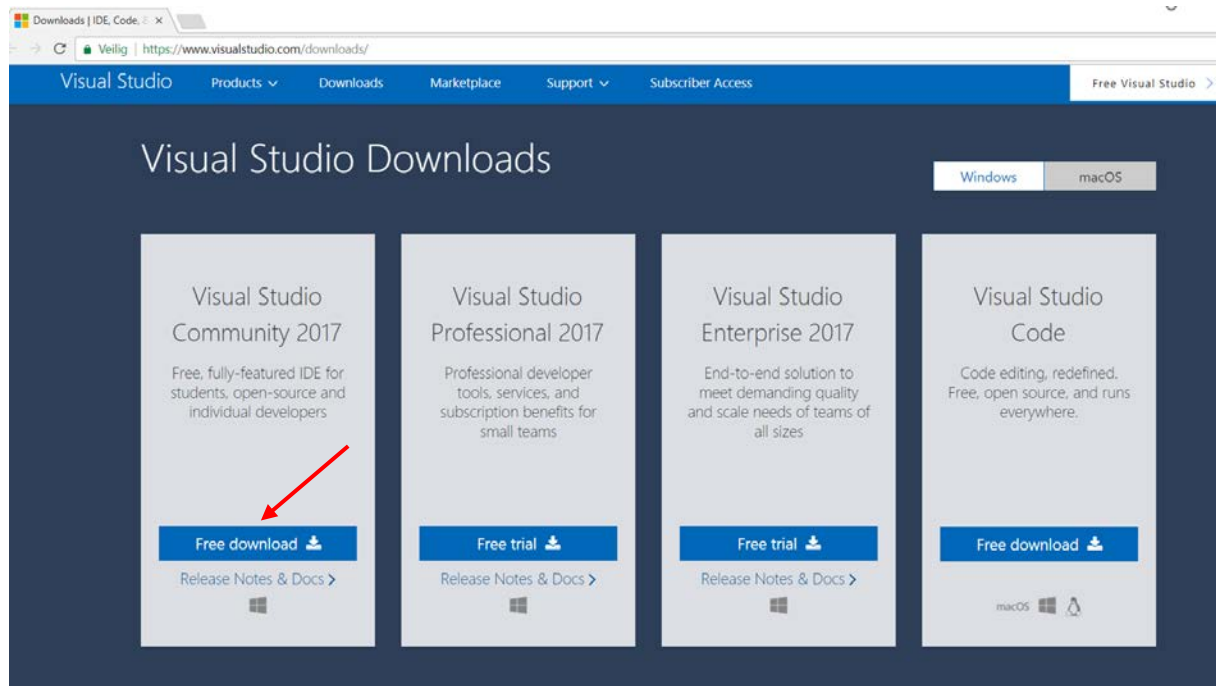 Downloads | IDE, Code, &
Veilig | https://www.visualstudio.com/downloads/
Visual Studio Products Downloads Marketplace Support Subscriber Access Free Visual Studio
Visual Studio Downloads
Windows macOS
Visual Studio
Community 2017
Free, fully-featured IDE for
students, open-source and
individual developers
Free download
Release Notes & Docs
Visual Studio
Professional 2017
Professional developer
tools, services, and
subscription benefits for
small teams
Free trial
Release Notes & Docs
Visual Studio
Enterprise 2017
End-to-end solution to
meet demanding quality
and scale needs of teams of
all sizes
Free trial
Release Notes & Docs
Visual Studio
Code
Code editing, redefined.
Free, open source, and runs
everywhere.
Free download
macOS